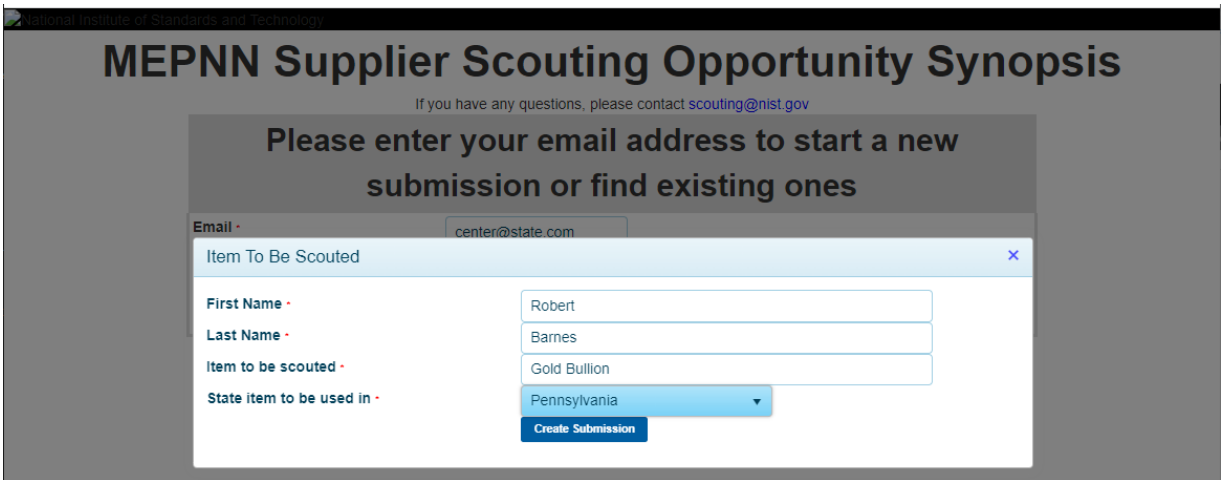 National Institute of Standards and Technology
MEPNN Supplier Scouting Opportunity Synopsis
If you have any questions, please contact scouting@nist.gov
Please enter your email address to start a new
submission or find existing ones
Email *
center@state.com
Item To Be Scouted ×
First Name * Robert
Last Name * Barnes
Item to be scouted * Gold Bullion
State item to be used in * Pennsylvania
Create Submission